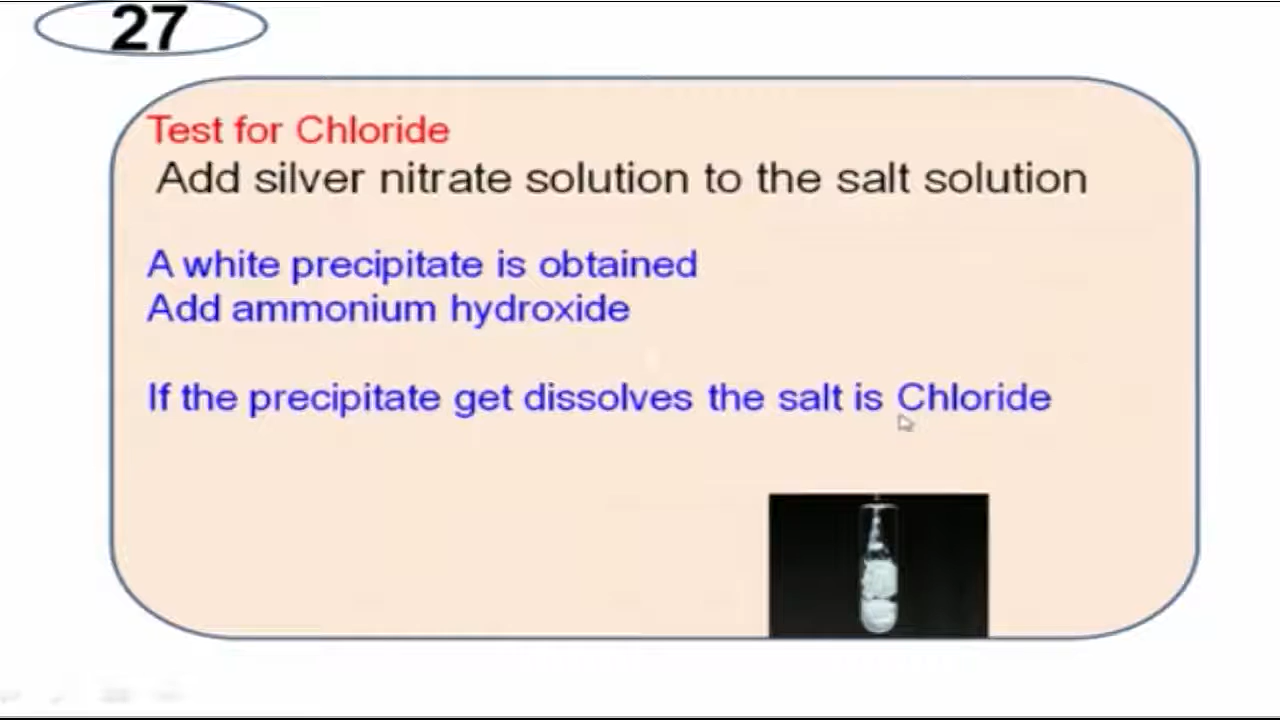 27
Test for Chloride
Add silver nitrate solution to the salt solution
A white precipitate is obtained
Add ammonium hydroxide
If the precipitate get dissolves the salt is Chloride